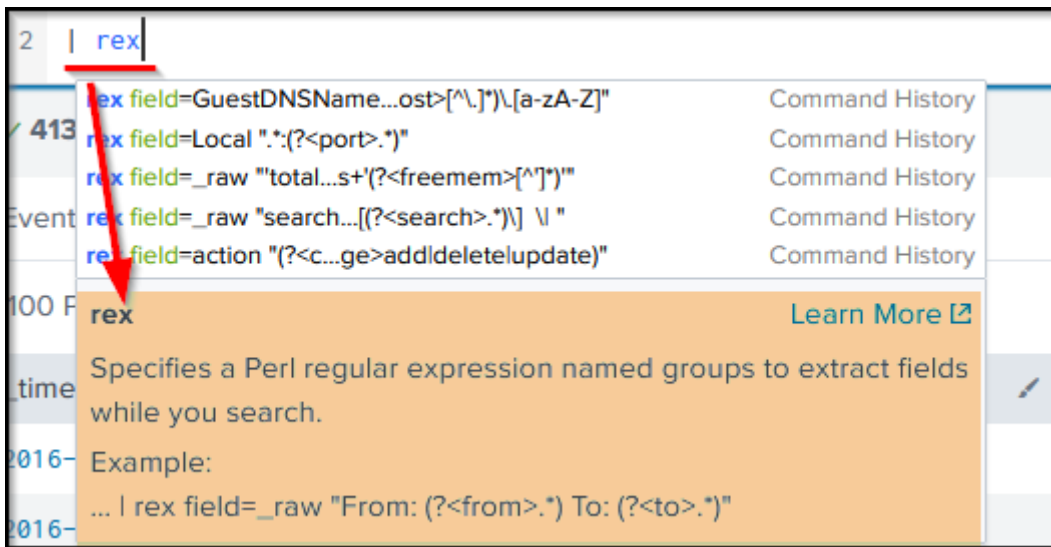 2 | rex
rex field=GuestDNSName...ost>[^\.]*)\.[a-zA-Z]" Command History
413
rex field=Local ".*:(?<port>.*)" Command History
rex field=_raw "'total...s+'(?<freemem>[^']*)'" Command History
Event
rex field=_raw "search...[(?<search>.*)\] \| " Command History
rex field=action "(?<c...ge>add|delete|update)" Command History
100 P
rex Learn More
Specifies a Perl regular expression named groups to extract fields
_time
while you search.
2016-
Example:
... | rex field=_raw "From: (?<from>.*) To: (?<to>.*)"
2016-